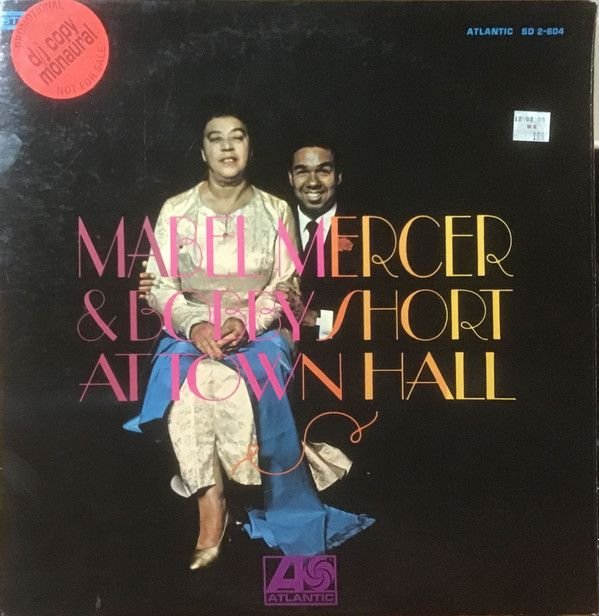 PROMOTIONAL
dj copy
monaural
NOT FOR SALE
ATLANTIC SD 2-604
MABEL MERCER
& BOBBY SHORT
AT TOWN HALL
ATLANTIC